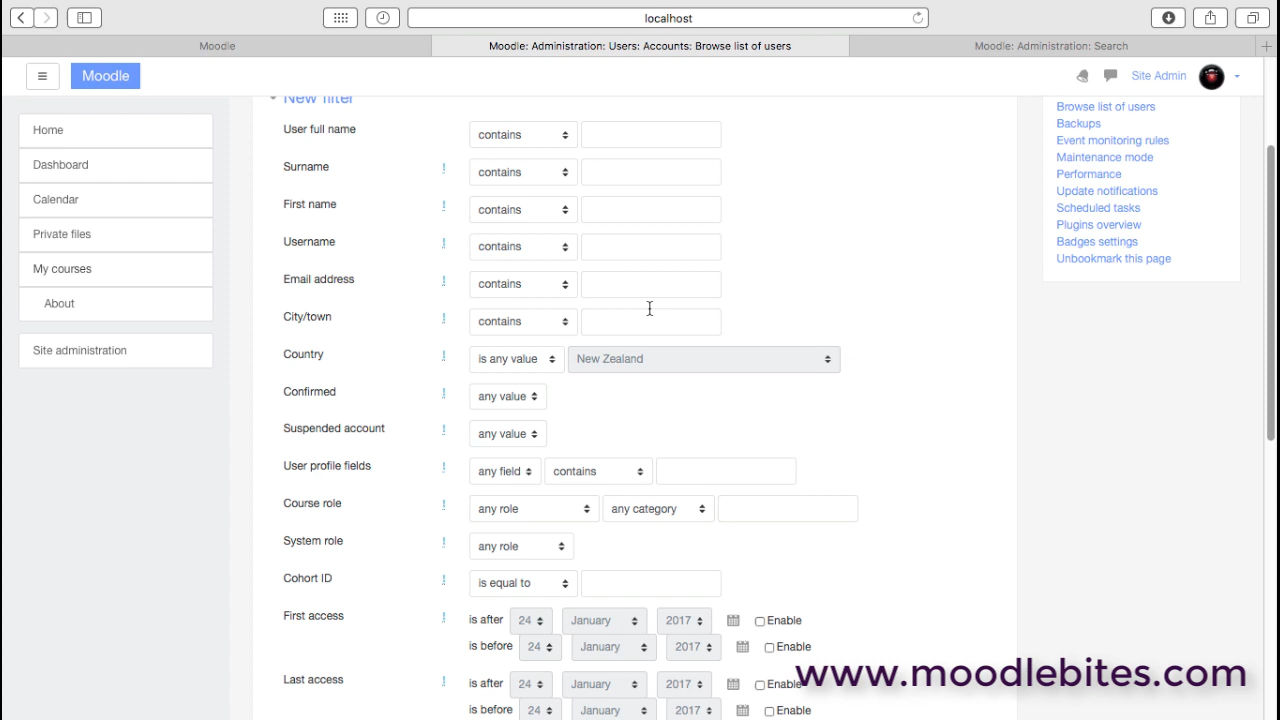 localhost
Moodle
Moodle: Administration: Users: Accounts: Browse list of users
Moodle: Administration: Search
Moodle
Site Admin
Home
Dashboard
Calendar
Private files
My courses
About
Site administration
New filter
User full name contains
Surname ! contains
First name ! contains
Username ! contains
Email address ! contains
City/town ! contains
Country ! is any value New Zealand
Confirmed ! any value
Suspended account ! any value
User profile fields ! any field contains
Course role ! any role any category
System role ! any role
Cohort ID ! is equal to
First access ! is after 24 January 2017 Enable
is before 24 January 2017 Enable
Last access ! is after 24 January 2017 Enable
is before 24 January 2017 Enable
Browse list of users
Backups
Event monitoring rules
Maintenance mode
Performance
Update notifications
Scheduled tasks
Plugins overview
Badges settings
Unbookmark this page
www.moodlebites.com